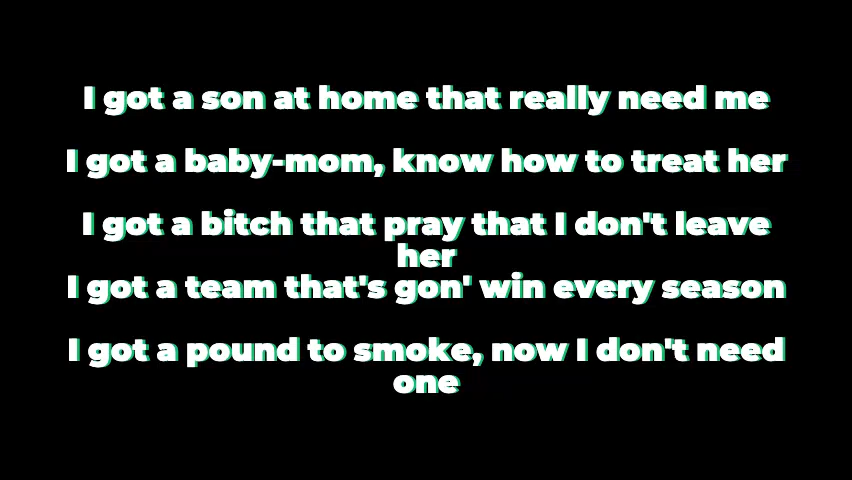 I got a son at home that really need me
I got a baby-mom, know how to treat her
I got a bitch that pray that I don't leave
her
I got a team that's gon' win every season
I got a pound to smoke, now I don't need
one